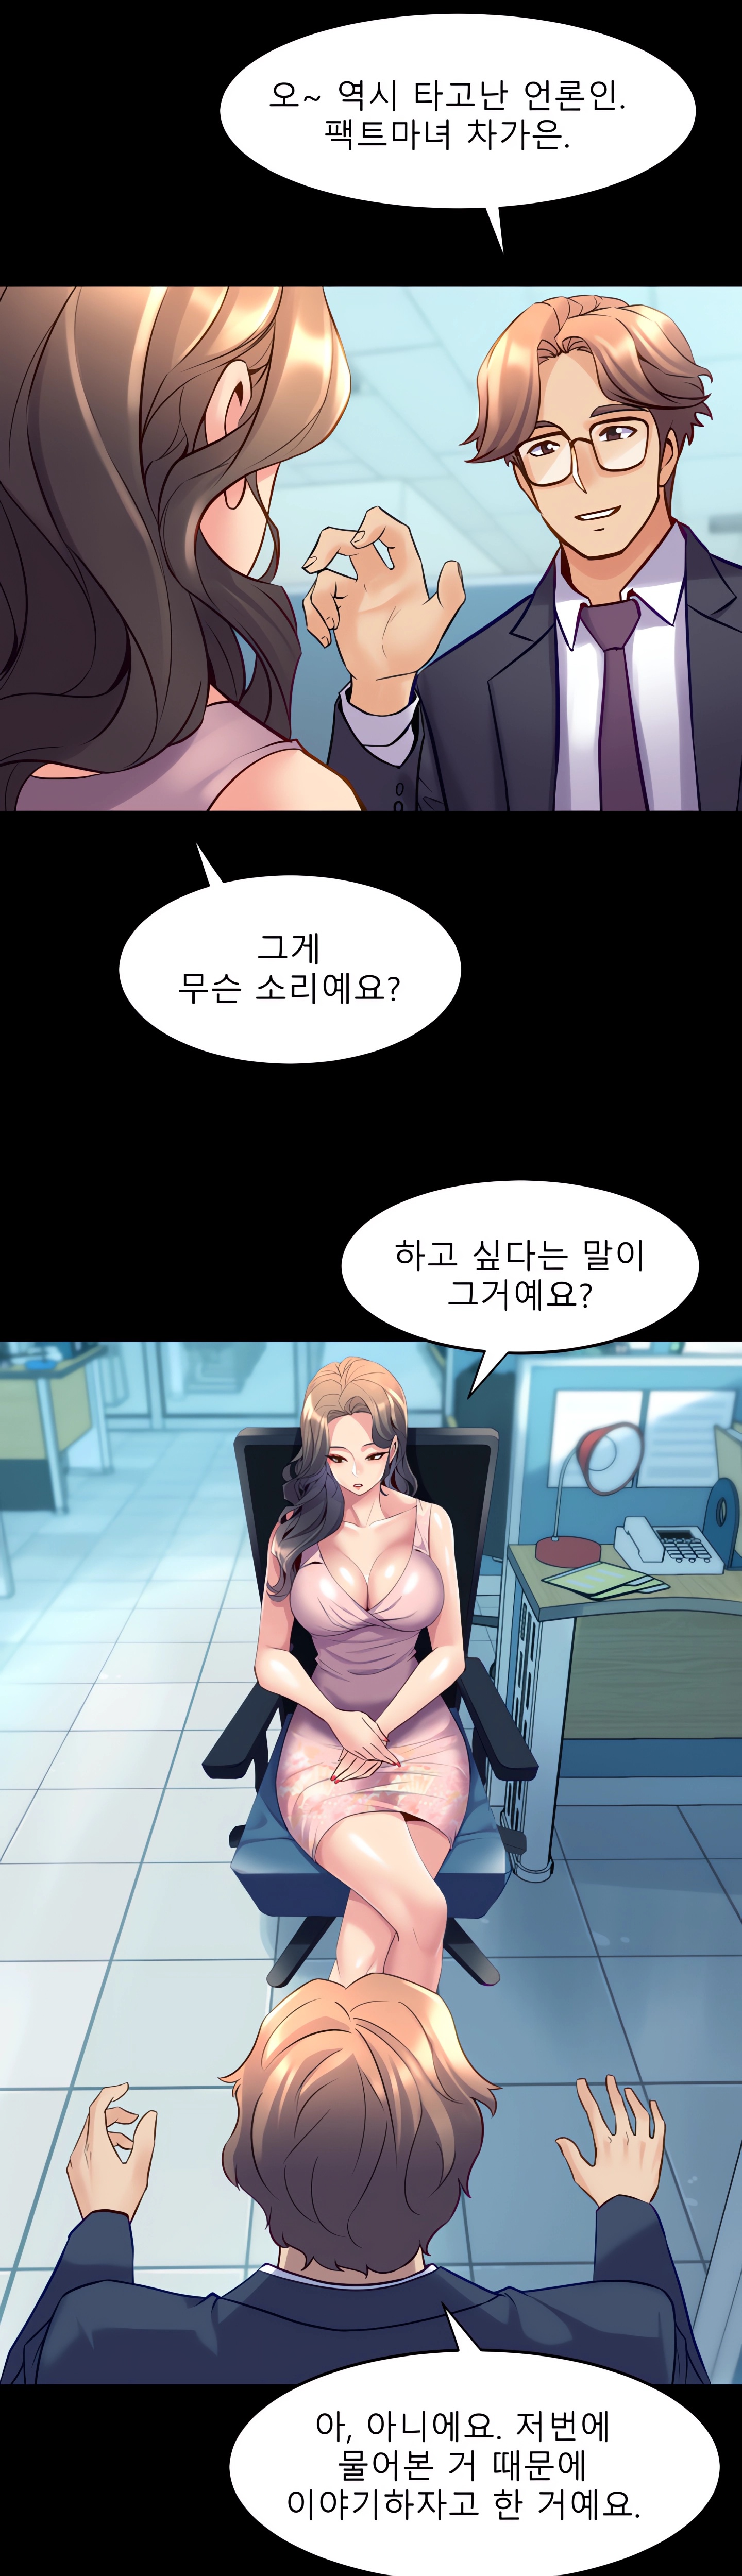 오~ 역시 타고난 언론인.
팩트마녀 차가은.
그게
무슨 소리예요?
하고 싶다는 말이
그거예요?
아, 아니에요. 저번에
물어본 거 때문에
이야기하자고 한 거예요.